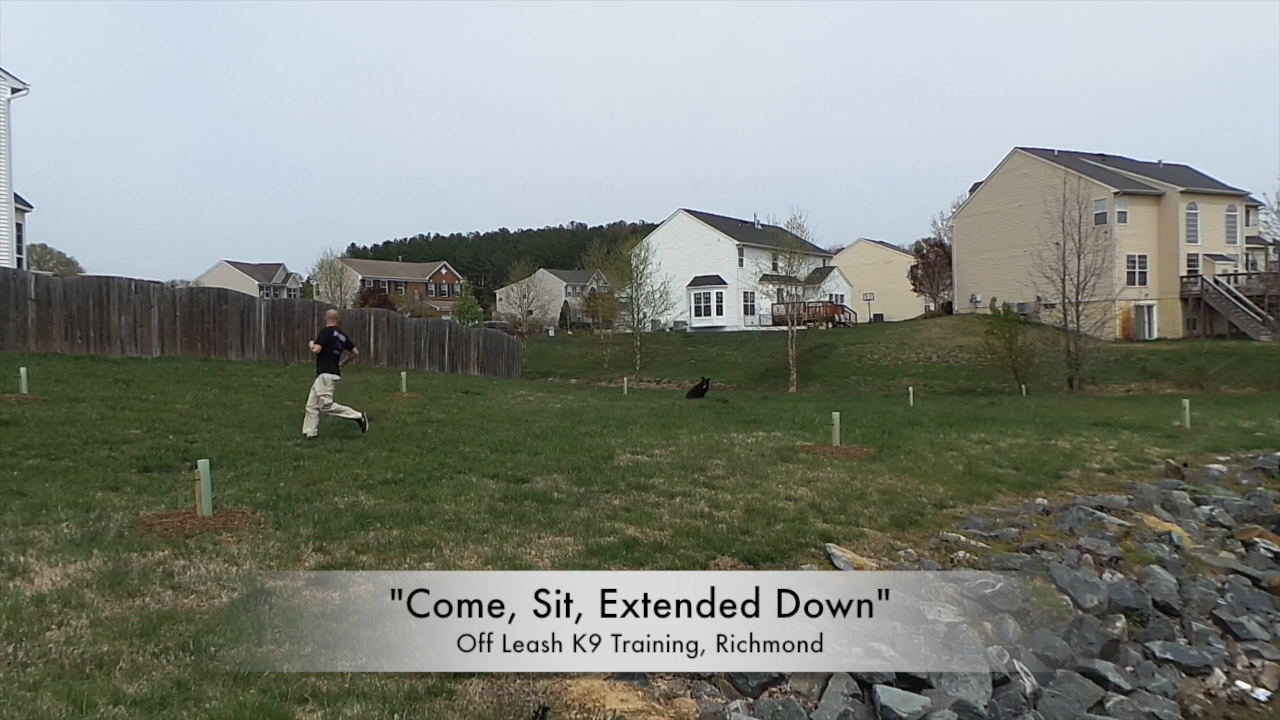 "Come, Sit, Extended Down"
Off Leash K9 Training, Richmond